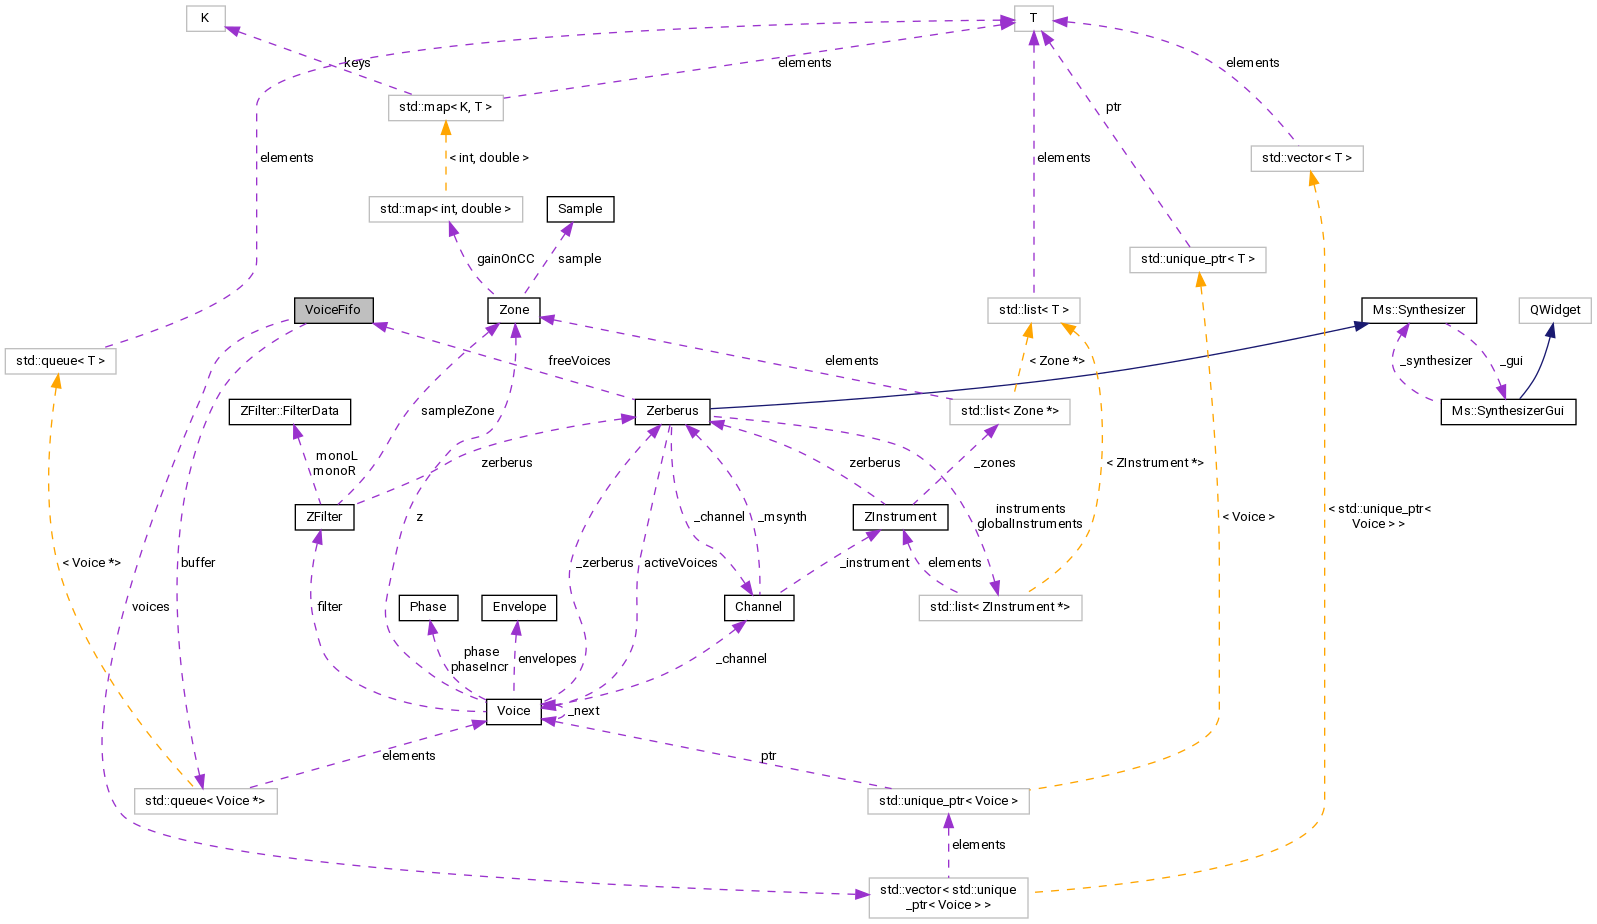 K
T
keys
elements
elements
std::map< K, T >
ptr
elements
< int, double >
elements
std::vector< T >
std::map< int, double >
Sample
gainOnCC
sample
std::unique_ptr< T >
VoiceFifo
Zone
std::list< T >
Ms::Synthesizer
QWidget
std::queue< T >
freeVoices
elements
< Zone *>
_synthesizer
_gui
ZFilter::FilterData
sampleZone
Zerberus
std::list< Zone *>
Ms::SynthesizerGui
monoL
monoR
zerberus
zerberus
_zones
< ZInstrument *>
ZFilter
z
_channel
_msynth
ZInstrument
instruments
globalInstruments
< Voice >
< std::unique_ptr<
Voice > >
< Voice *>
buffer
_zerberus
activeVoices
_instrument
elements
voices
filter
Phase
Envelope
Channel
std::list< ZInstrument *>
phase
phaseIncr
envelopes
_channel
Voice
_next
elements
ptr
std::queue< Voice *>
std::unique_ptr< Voice >
elements
std::vector< std::unique
_ptr< Voice > >